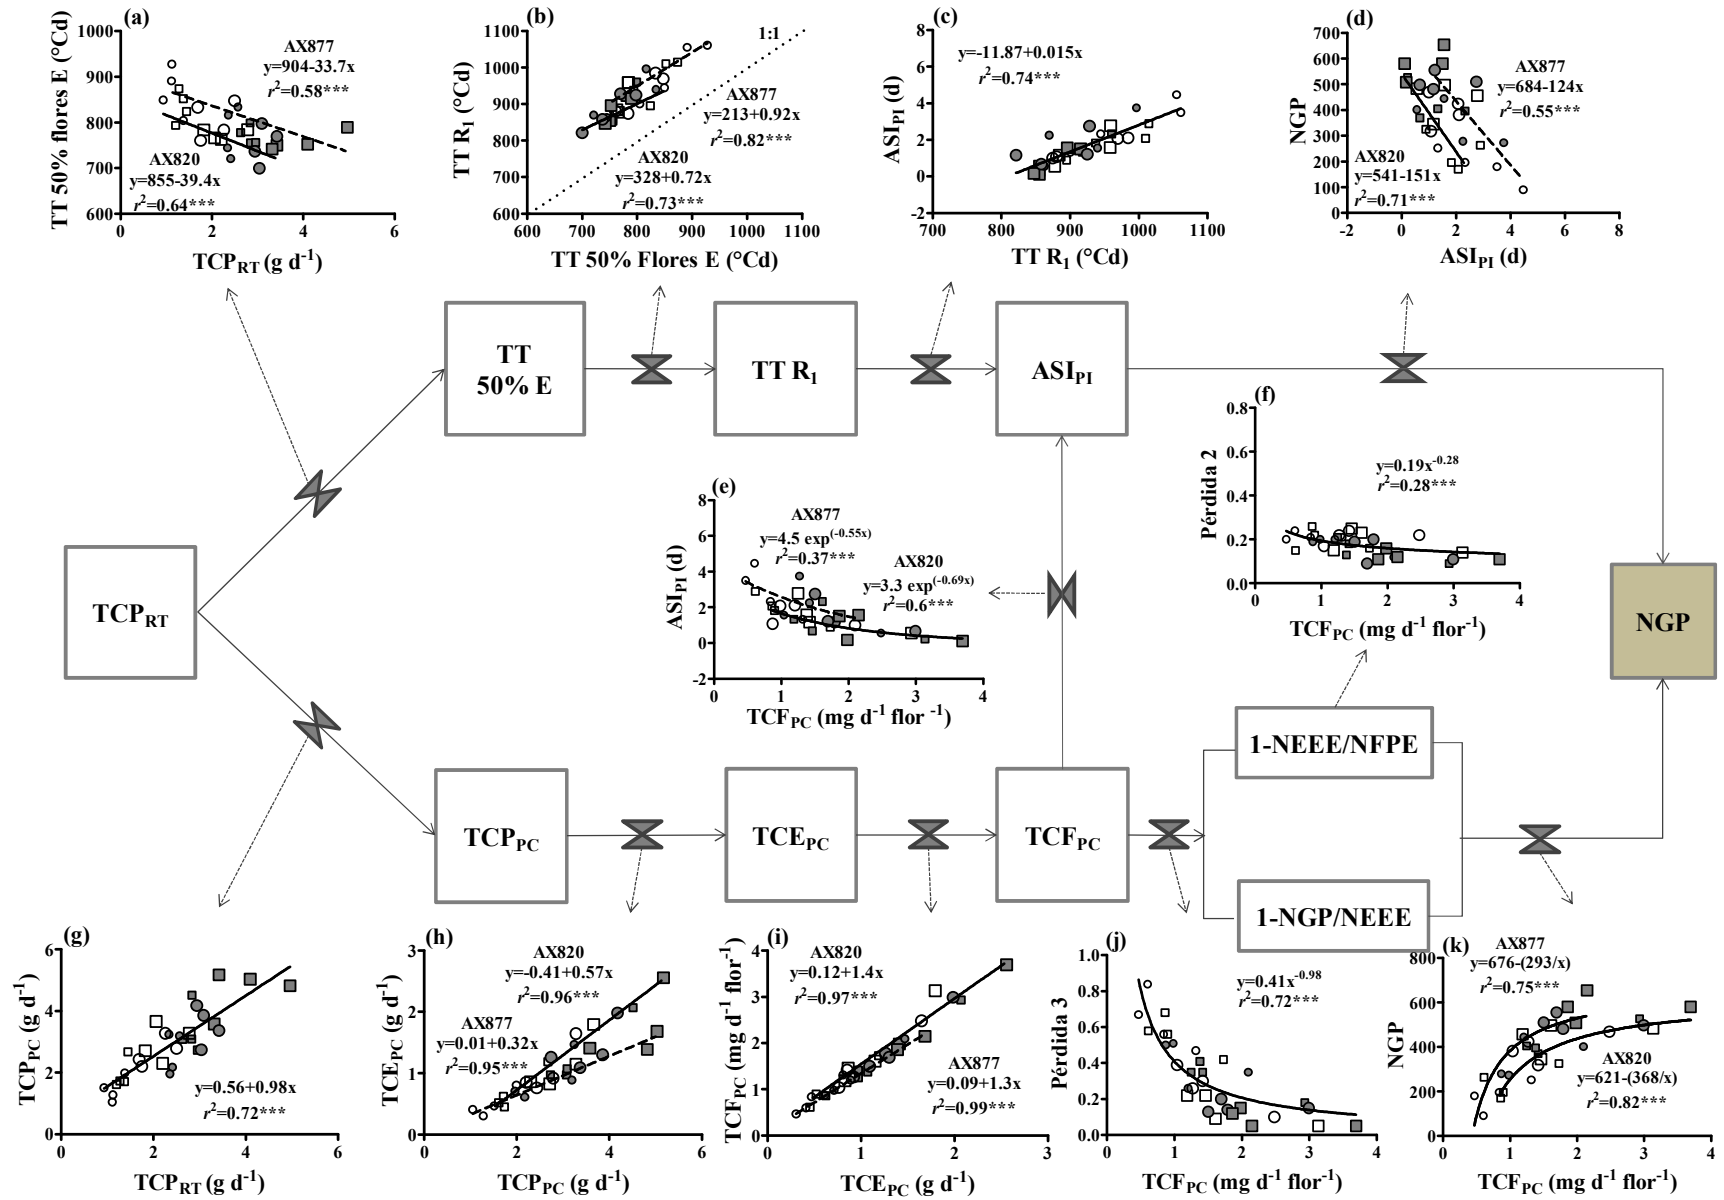 (a)
1000
900
800
700
600
TT 50% flores E (°Cd)
AX877
y=904-33.7x
r²=0.58***
AX820
y=855-39.4x
r²=0.64***
0 2 4 6
TCP_RT (g d⁻¹)
(b)
1100
1000
900
800
700
600
TT R₁ (°Cd)
1:1
AX877
y=213+0.92x
r²=0.82***
AX820
y=328+0.72x
r²=0.73***
600 700 800 900 1000 1100
TT 50% Flores E (°Cd)
(c)
8
6
4
2
0
-2
ASI_PI (d)
y=-11.87+0.015x
r²=0.74***
700 800 900 1000 1100
TT R₁ (°Cd)
(d)
700
600
500
400
300
200
100
0
NGP
AX877
y=684-124x
r²=0.55***
AX820
y=541-151x
r²=0.71***
-2 0 2 4 6 8
ASI_PI (d)
TT
50% E
TT R₁
ASI_PI
(f)
0.8
0.6
0.4
0.2
0.0
Pérdida 2
y=0.19x^-0.28
r²=0.28***
0 1 2 3 4
TCF_PC (mg d⁻¹ flor⁻¹)
(e)
8
6
4
2
0
-2
ASI_PI (d)
AX877
y=4.5 exp^(-0.55x)
r²=0.37***
AX820
y=3.3 exp^(-0.69x)
r²=0.6***
0 1 2 3 4
TCF_PC (mg d⁻¹ flor ⁻¹)
TCP_RT
NGP
TCP_PC
TCE_PC
TCF_PC
1-NEEE/NFPE
1-NGP/NEEE
(g)
6
4
2
0
TCP_PC (g d⁻¹)
y=0.56+0.98x
r²=0.72***
0 2 4 6
TCP_RT (g d⁻¹)
(h)
3
2
1
0
TCE_PC (g d⁻¹)
AX820
y=-0.41+0.57x
r²=0.96***
AX877
y=0.01+0.32x
r²=0.95***
0 2 4 6
TCP_PC (g d⁻¹)
(i)
4
3
2
1
0
TCF_PC (mg d⁻¹ flor⁻¹)
AX820
y=0.12+1.4x
r²=0.97***
AX877
y=0.09+1.3x
r²=0.99***
0 1 2 3
TCE_PC (g d⁻¹)
(j)
1.0
0.8
0.6
0.4
0.2
0.0
Pérdida 3
y=0.41x^-0.98
r²=0.72***
0 1 2 3 4
TCF_PC (mg d⁻¹ flor⁻¹)
(k)
800
600
400
200
0
NGP
AX877
y=676-(293/x)
r²=0.75***
AX820
y=621-(368/x)
r²=0.82***
0 1 2 3 4
TCF_PC (mg d⁻¹ flor⁻¹)